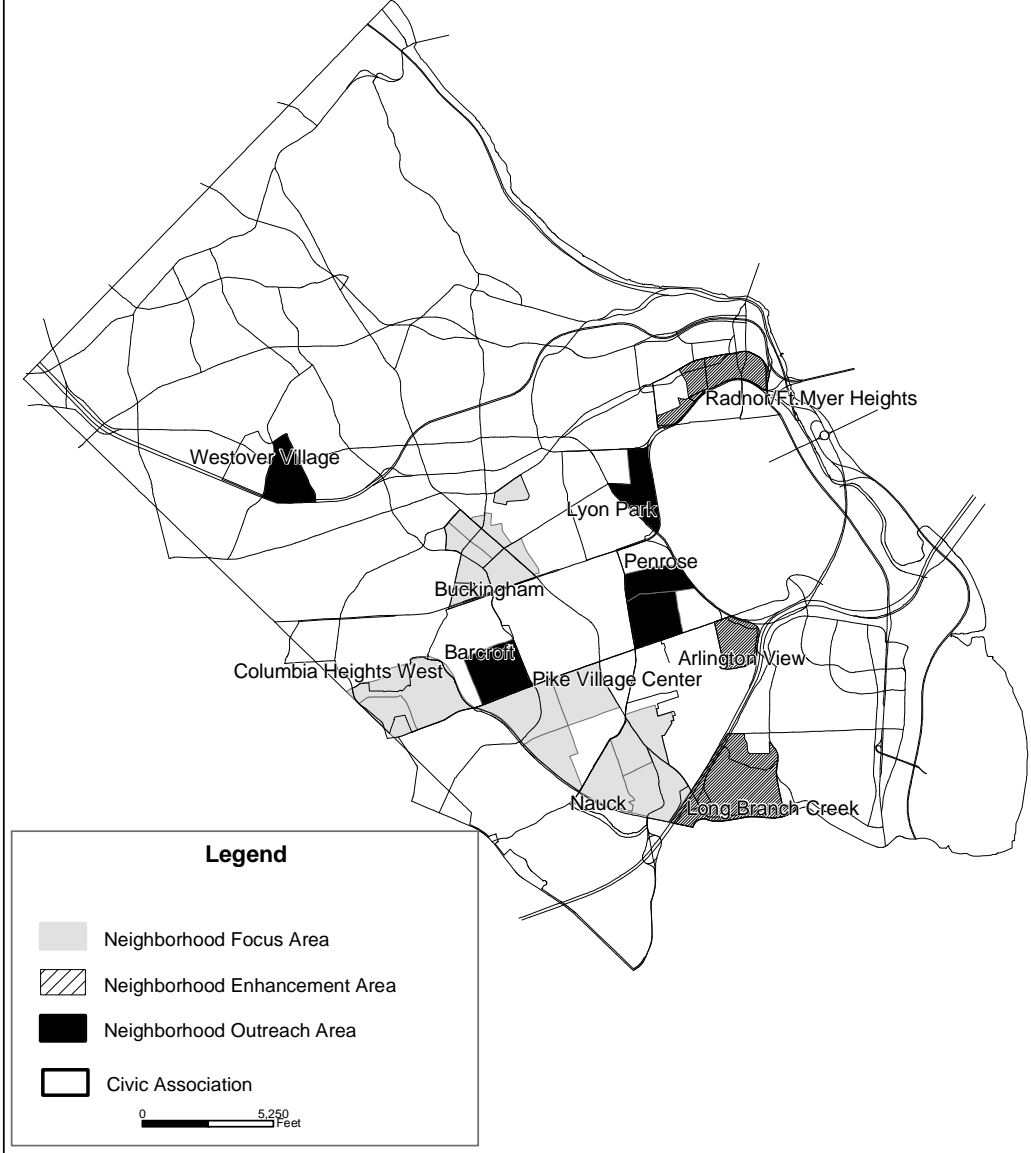 Radnor/Ft.Myer Heights
Westover Village
Lyon Park
Penrose
Buckingham
Barcroft
Arlington View
Columbia Heights West
Pike Village Center
Nauck
Long Branch Creek
Legend
Neighborhood Focus Area
Neighborhood Enhancement Area
Neighborhood Outreach Area
Civic Association
0 5,250
Feet